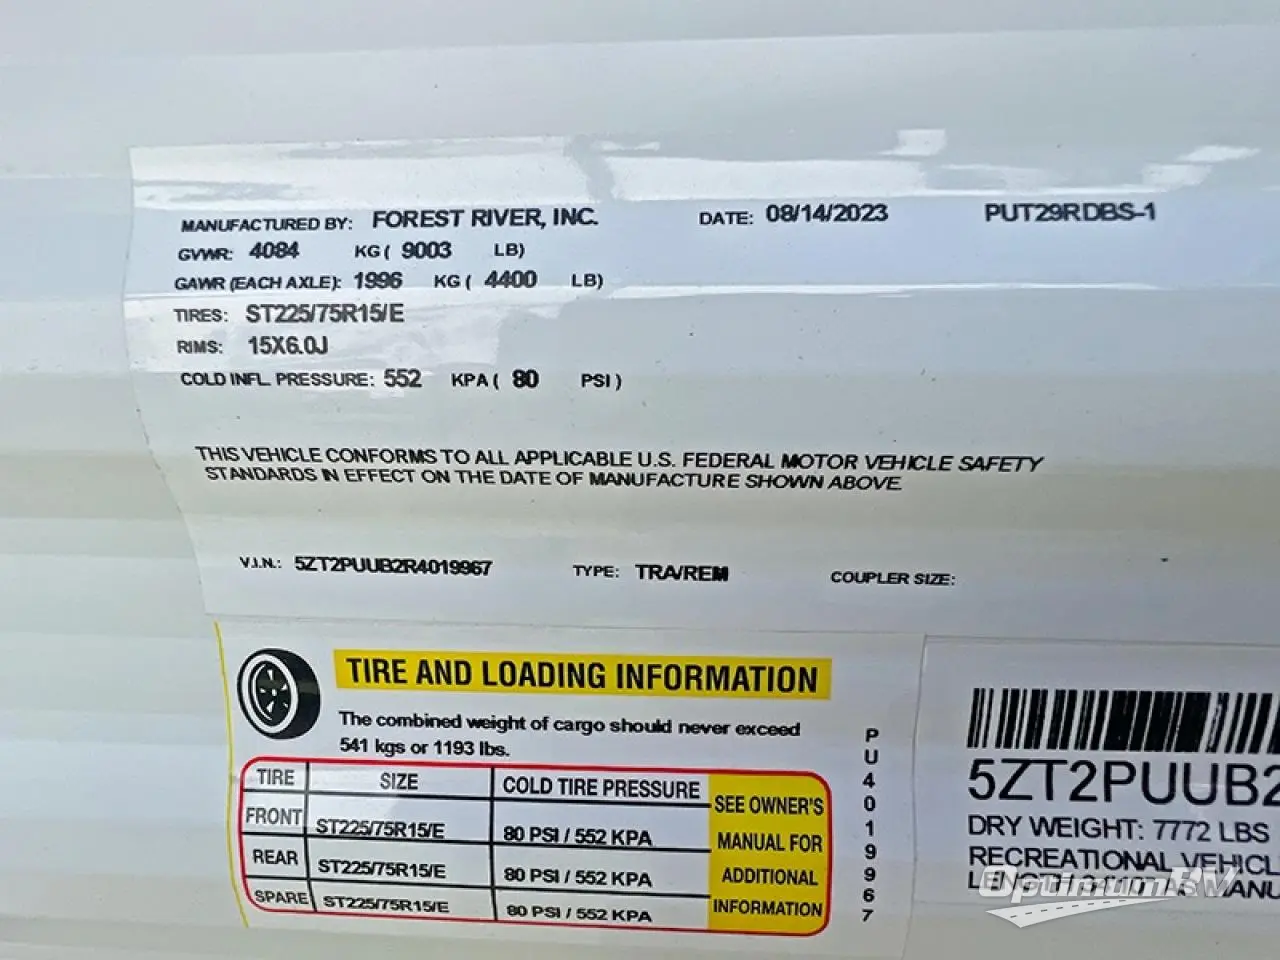 MANUFACTURED BY: FOREST RIVER, INC. DATE: 08/14/2023 PUT29RDBS-1
GVWR: 4084 KG ( 9003 LB)
GAWR (EACH AXLE): 1996 KG ( 4400 LB)
TIRES: ST225/75R15/E
RIMS: 15X6.0J
COLD INFL. PRESSURE: 552 KPA ( 80 PSI )
THIS VEHICLE CONFORMS TO ALL APPLICABLE U.S. FEDERAL MOTOR VEHICLE SAFETY
STANDARDS IN EFFECT ON THE DATE OF MANUFACTURE SHOWN ABOVE.
V.I.N.: 5ZT2PUUB2R4019967 TYPE: TRA/REM COUPLER SIZE:
TIRE AND LOADING INFORMATION
The combined weight of cargo should never exceed
541 kgs or 1193 lbs.
TIRE SIZE COLD TIRE PRESSURE
FRONT ST225/75R15/E 80 PSI / 552 KPA
REAR ST225/75R15/E 80 PSI / 552 KPA
SPARE ST225/75R15/E 80 PSI / 552 KPA
SEE OWNER'S
MANUAL FOR
ADDITIONAL
INFORMATION
PU4019967
5ZT2PUUB2
DRY WEIGHT: 7772 LBS
RECREATIONAL VEHICL
OptimumRV